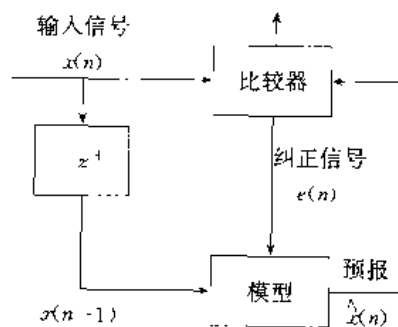 输入信号
x(n)
比较器
z⁻¹
纠正信号
e(n)
模型
预报
x(n -1)
x̂(n)